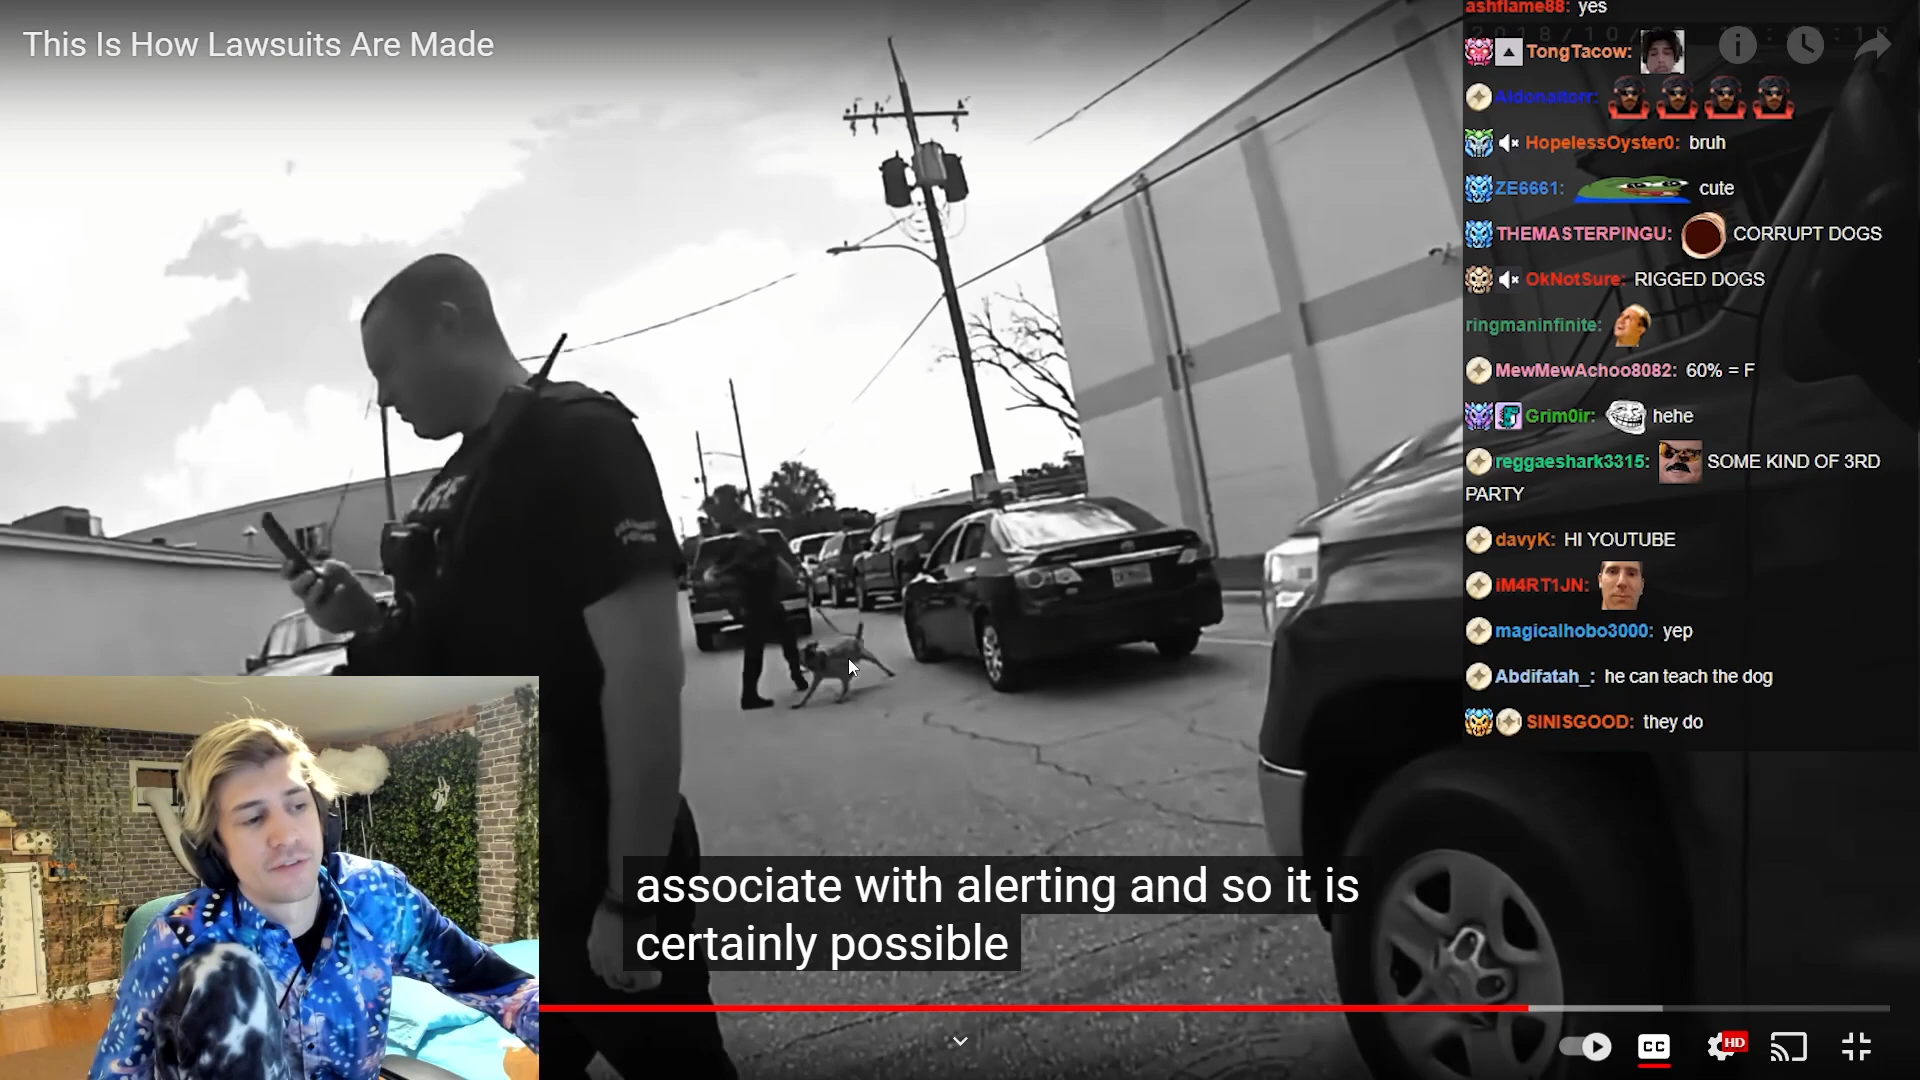 This Is How Lawsuits Are Made
ashflame88: yes
TongTacow:
Aldonaitorr:
HopelessOyster0: bruh
ZE6661: cute
THEMASTERPINGU: CORRUPT DOGS
OkNotSure: RIGGED DOGS
ringmaninfinite:
MewMewAchoo8082: 60% = F
Grim0ir: hehe
reggaeshark3315: SOME KIND OF 3RD
PARTY
davyK: HI YOUTUBE
iM4RT1JN:
magicalhobo3000: yep
Abdifatah_: he can teach the dog
SINISGOOD: they do
associate with alerting and so it is
certainly possible
CC
HD